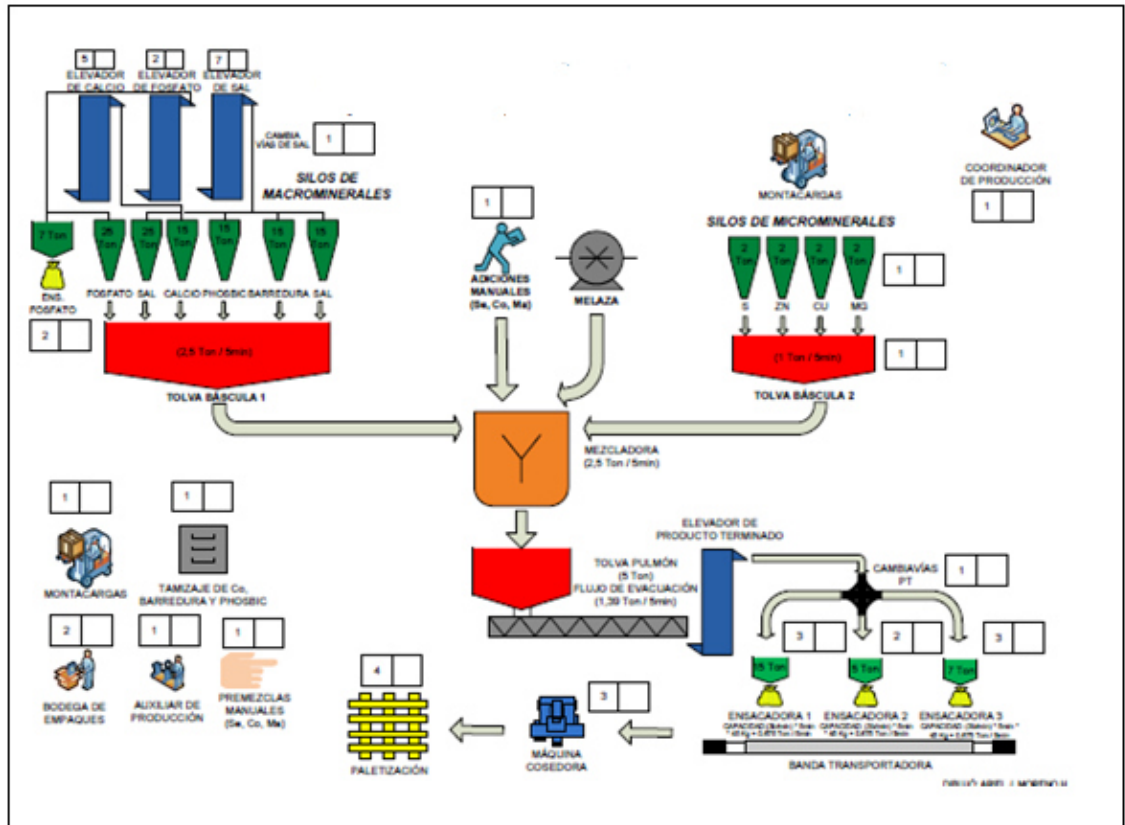 5
2
7
ELEVADOR
DE CALCIO
ELEVADOR
DE FOSFATO
ELEVADOR
DE SAL
CAMBIA
VÍAS DE SAL
1
SILOS DE
MACROMINERALES
7 Ton
25
Ton
25
Ton
15
Ton
15
Ton
15
Ton
15
Ton
ENS.
FOSFATO
FOSFATO
SAL
CALCIO
PHOSBIC
BARREDURA
SAL
2
(2,5 Ton / 5min)
TOLVA BÁSCULA 1
1
ADICIONES
MANUALES
(Se, Co, Ma)
MELAZA
MONTACARGAS
COORDINADOR
DE PRODUCCIÓN
1
SILOS DE MICROMINERALES
2
Ton
2
Ton
2
Ton
2
Ton
1
S
ZN
CU
MG
(1 Ton / 5min)
1
TOLVA BÁSCULA 2
MEZCLADORA
(2,5 Ton / 5min)
1
MONTACARGAS
1
TAMIZAJE DE Co,
BARREDURA Y PHOSBIC
2
BODEGA DE
EMPAQUES
1
AUXILIAR DE
PRODUCCIÓN
1
PREMEZCLAS
MANUALES
(Se, Co, Ma)
TOLVA PULMÓN
(5 Ton)
FLUJO DE EVACUACIÓN
(1,39 Ton / 5min)
ELEVADOR DE
PRODUCTO TERMINADO
CAMBIAVÍAS
PT
1
3
2
3
15 Ton
5 Ton
7 Ton
ENSACADORA 1
ENSACADORA 2
ENSACADORA 3
BANDA TRANSPORTADORA
3
MÁQUINA
COSEDORA
4
PALETIZACIÓN
DIBUJÓ: ARIEL J. MORENO